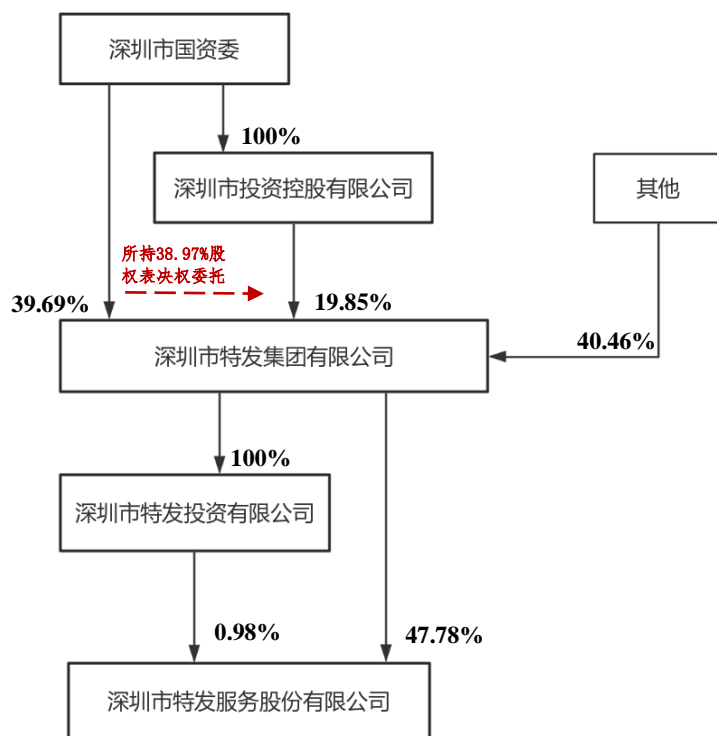 深圳市国资委
100%
深圳市投资控股有限公司
其他
所持38.97%股
权表决权委托
39.69%
19.85%
40.46%
深圳市特发集团有限公司
100%
深圳市特发投资有限公司
0.98%
47.78%
深圳市特发服务股份有限公司